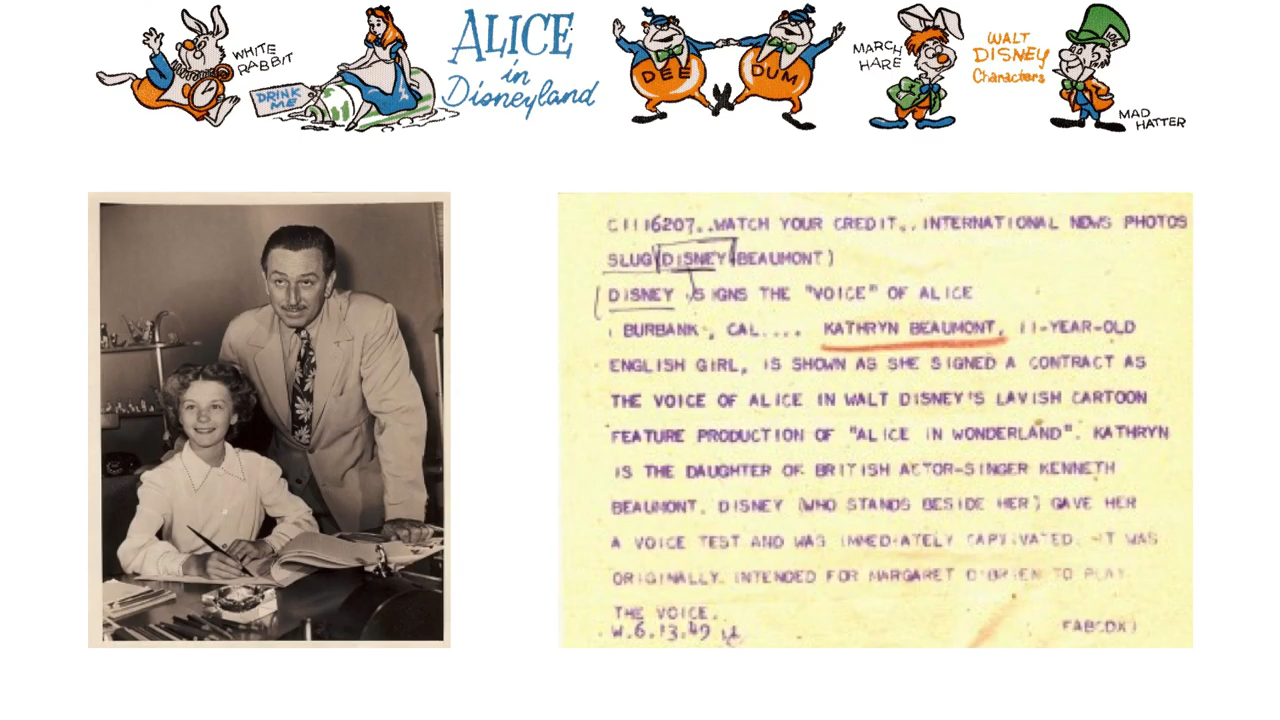 WHITE
RABBIT
DRINK
ME
ALICE
in
Disneyland
DEE
DUM
MARCH
HARE
WALT
DISNEY
Characters
MAD
HATTER
C1116207..WATCH YOUR CREDIT.. INTERNATIONAL NEWS PHOTOS
SLUG (DISNEY BEAUMONT)
DISNEY SIGNS THE "VOICE" OF ALICE
BURBANK, CAL.... KATHRYN BEAUMONT, 11-YEAR-OLD
ENGLISH GIRL, IS SHOWN AS SHE SIGNED A CONTRACT AS
THE VOICE OF ALICE IN WALT DISNEY'S LAVISH CARTOON
FEATURE PRODUCTION OF "ALICE IN WONDERLAND". KATHRYN
IS THE DAUGHTER OF BRITISH ACTOR-SINGER KENNETH
BEAUMONT. DISNEY (WHO STANDS BESIDE HER) GAVE HER
A VOICE TEST AND WAS IMMEDIATELY CAPTIVATED. IT WAS
ORIGINALLY INTENDED FOR MARGARET O'BRIEN TO PLAY
THE VOICE.
W.6.13.49